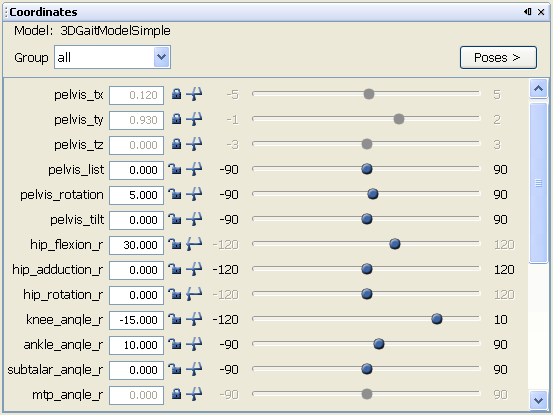 Coordinates
Model: 3DGaitModelSimple
Group all Poses >
pelvis_tx 0.120 -5 5
pelvis_ty 0.930 -1 2
pelvis_tz 0.000 -3 3
pelvis_list 0.000 -90 90
pelvis_rotation 5.000 -90 90
pelvis_tilt 0.000 -90 90
hip_flexion_r 30.000 -120 120
hip_adduction_r 0.000 -120 120
hip_rotation_r 0.000 -120 120
knee_angle_r -15.000 -120 10
ankle_angle_r 10.000 -90 90
subtalar_angle_r 0.000 -90 90
mtp_angle_r 0.000 -90 90